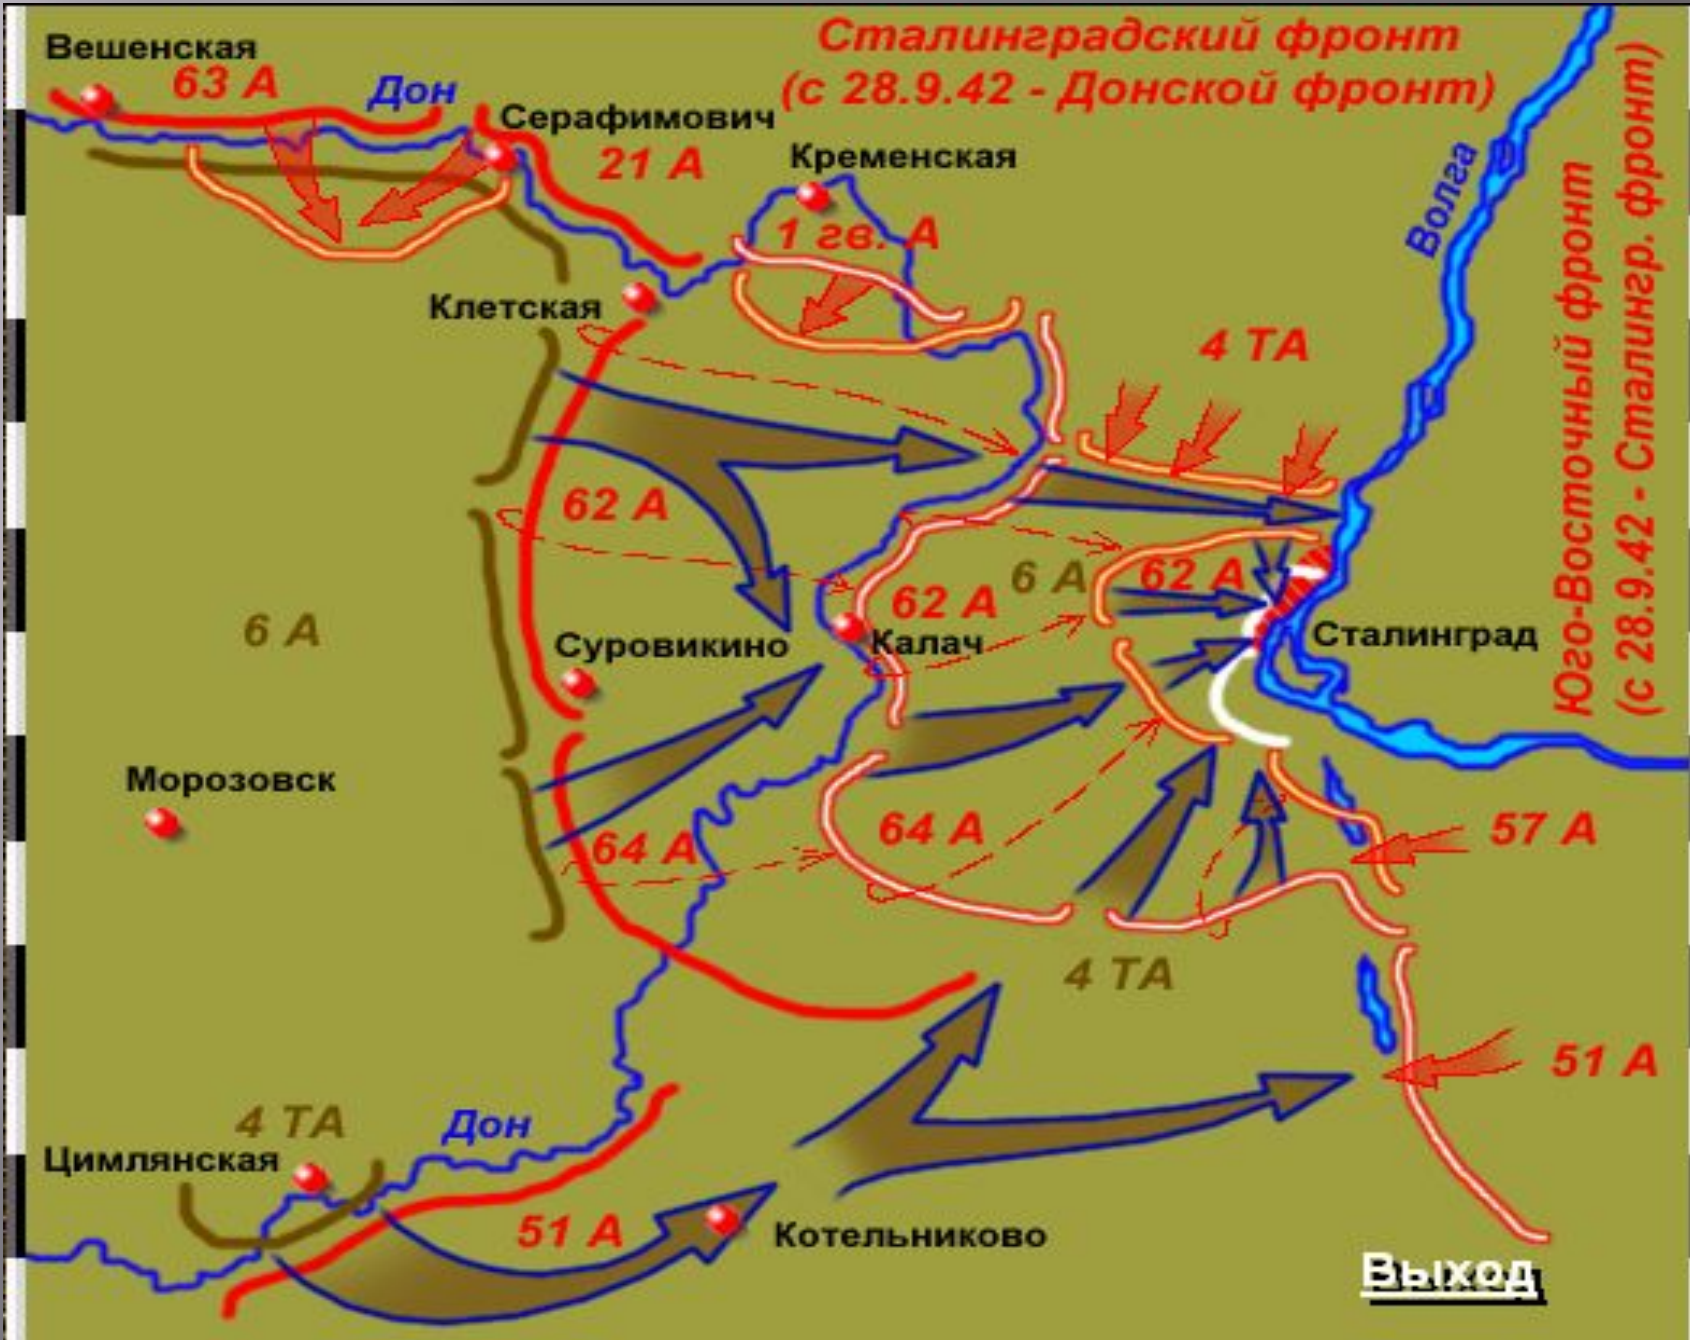 Сталинградский фронт
(с 28.9.42 - Донской фронт)
Вешенская
63 А
Дон
Серафимович
21 А
Кременская
1 гв. А
Волга
Юго-Восточный фронт
(с 28.9.42 - Сталингр. фронт)
Клетская
4 ТА
62 А
6 А
62 А
62 А
6 А
Суровикино
Калач
Сталинград
Морозовск
64 А
64 А
57 А
4 ТА
51 А
4 ТА
Дон
Цимлянская
51 А
Котельниково
Выход